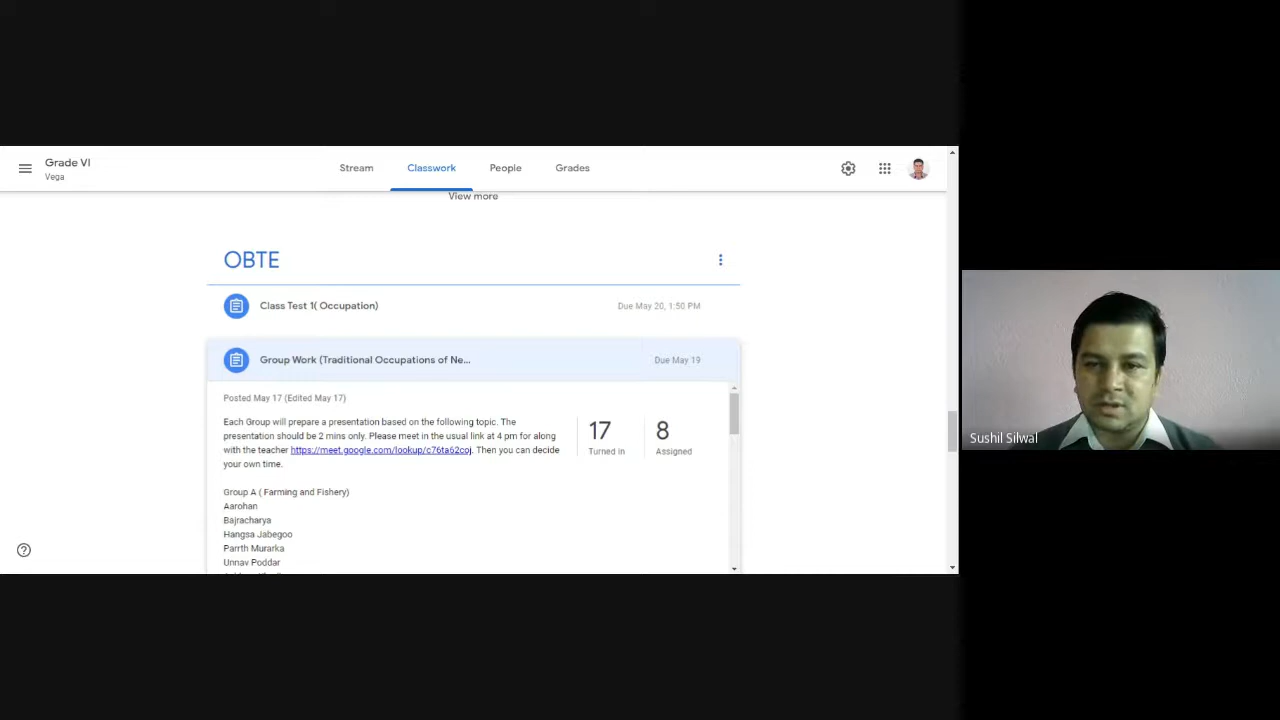 Grade VI
Vega
Stream
Classwork
People
Grades
View more
OBTE
Class Test 1( Occupation)
Due May 20, 1:50 PM
Group Work (Traditional Occupations of Ne...
Due May 19
Posted May 17 (Edited May 17)
Each Group will prepare a presentation based on the following topic. The
presentation should be 2 mins only. Please meet in the usual link at 4 pm for along
with the teacher https://meet.google.com/lookup/c76ta62coj. Then you can decide
your own time.
17
Turned in
8
Assigned
Group A ( Farming and Fishery)
Aarohan
Bajracharya
Hangsa Jabegoo
Parrth Murarka
Unnav Poddar
Sushil Silwal